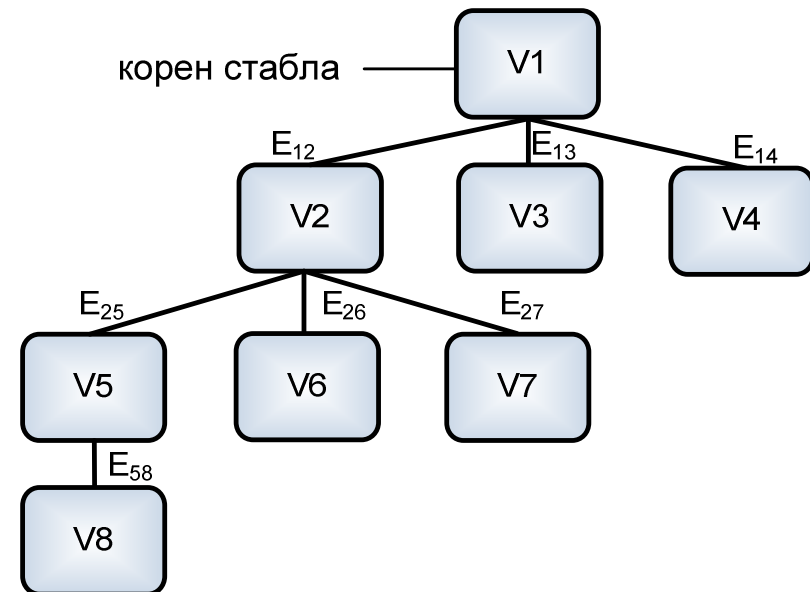 V1
корен стабла
E₁₂
E₁₃
E₁₄
V2
V3
V4
E₂₅
E₂₆
E₂₇
V5
V6
V7
E₅₈
V8